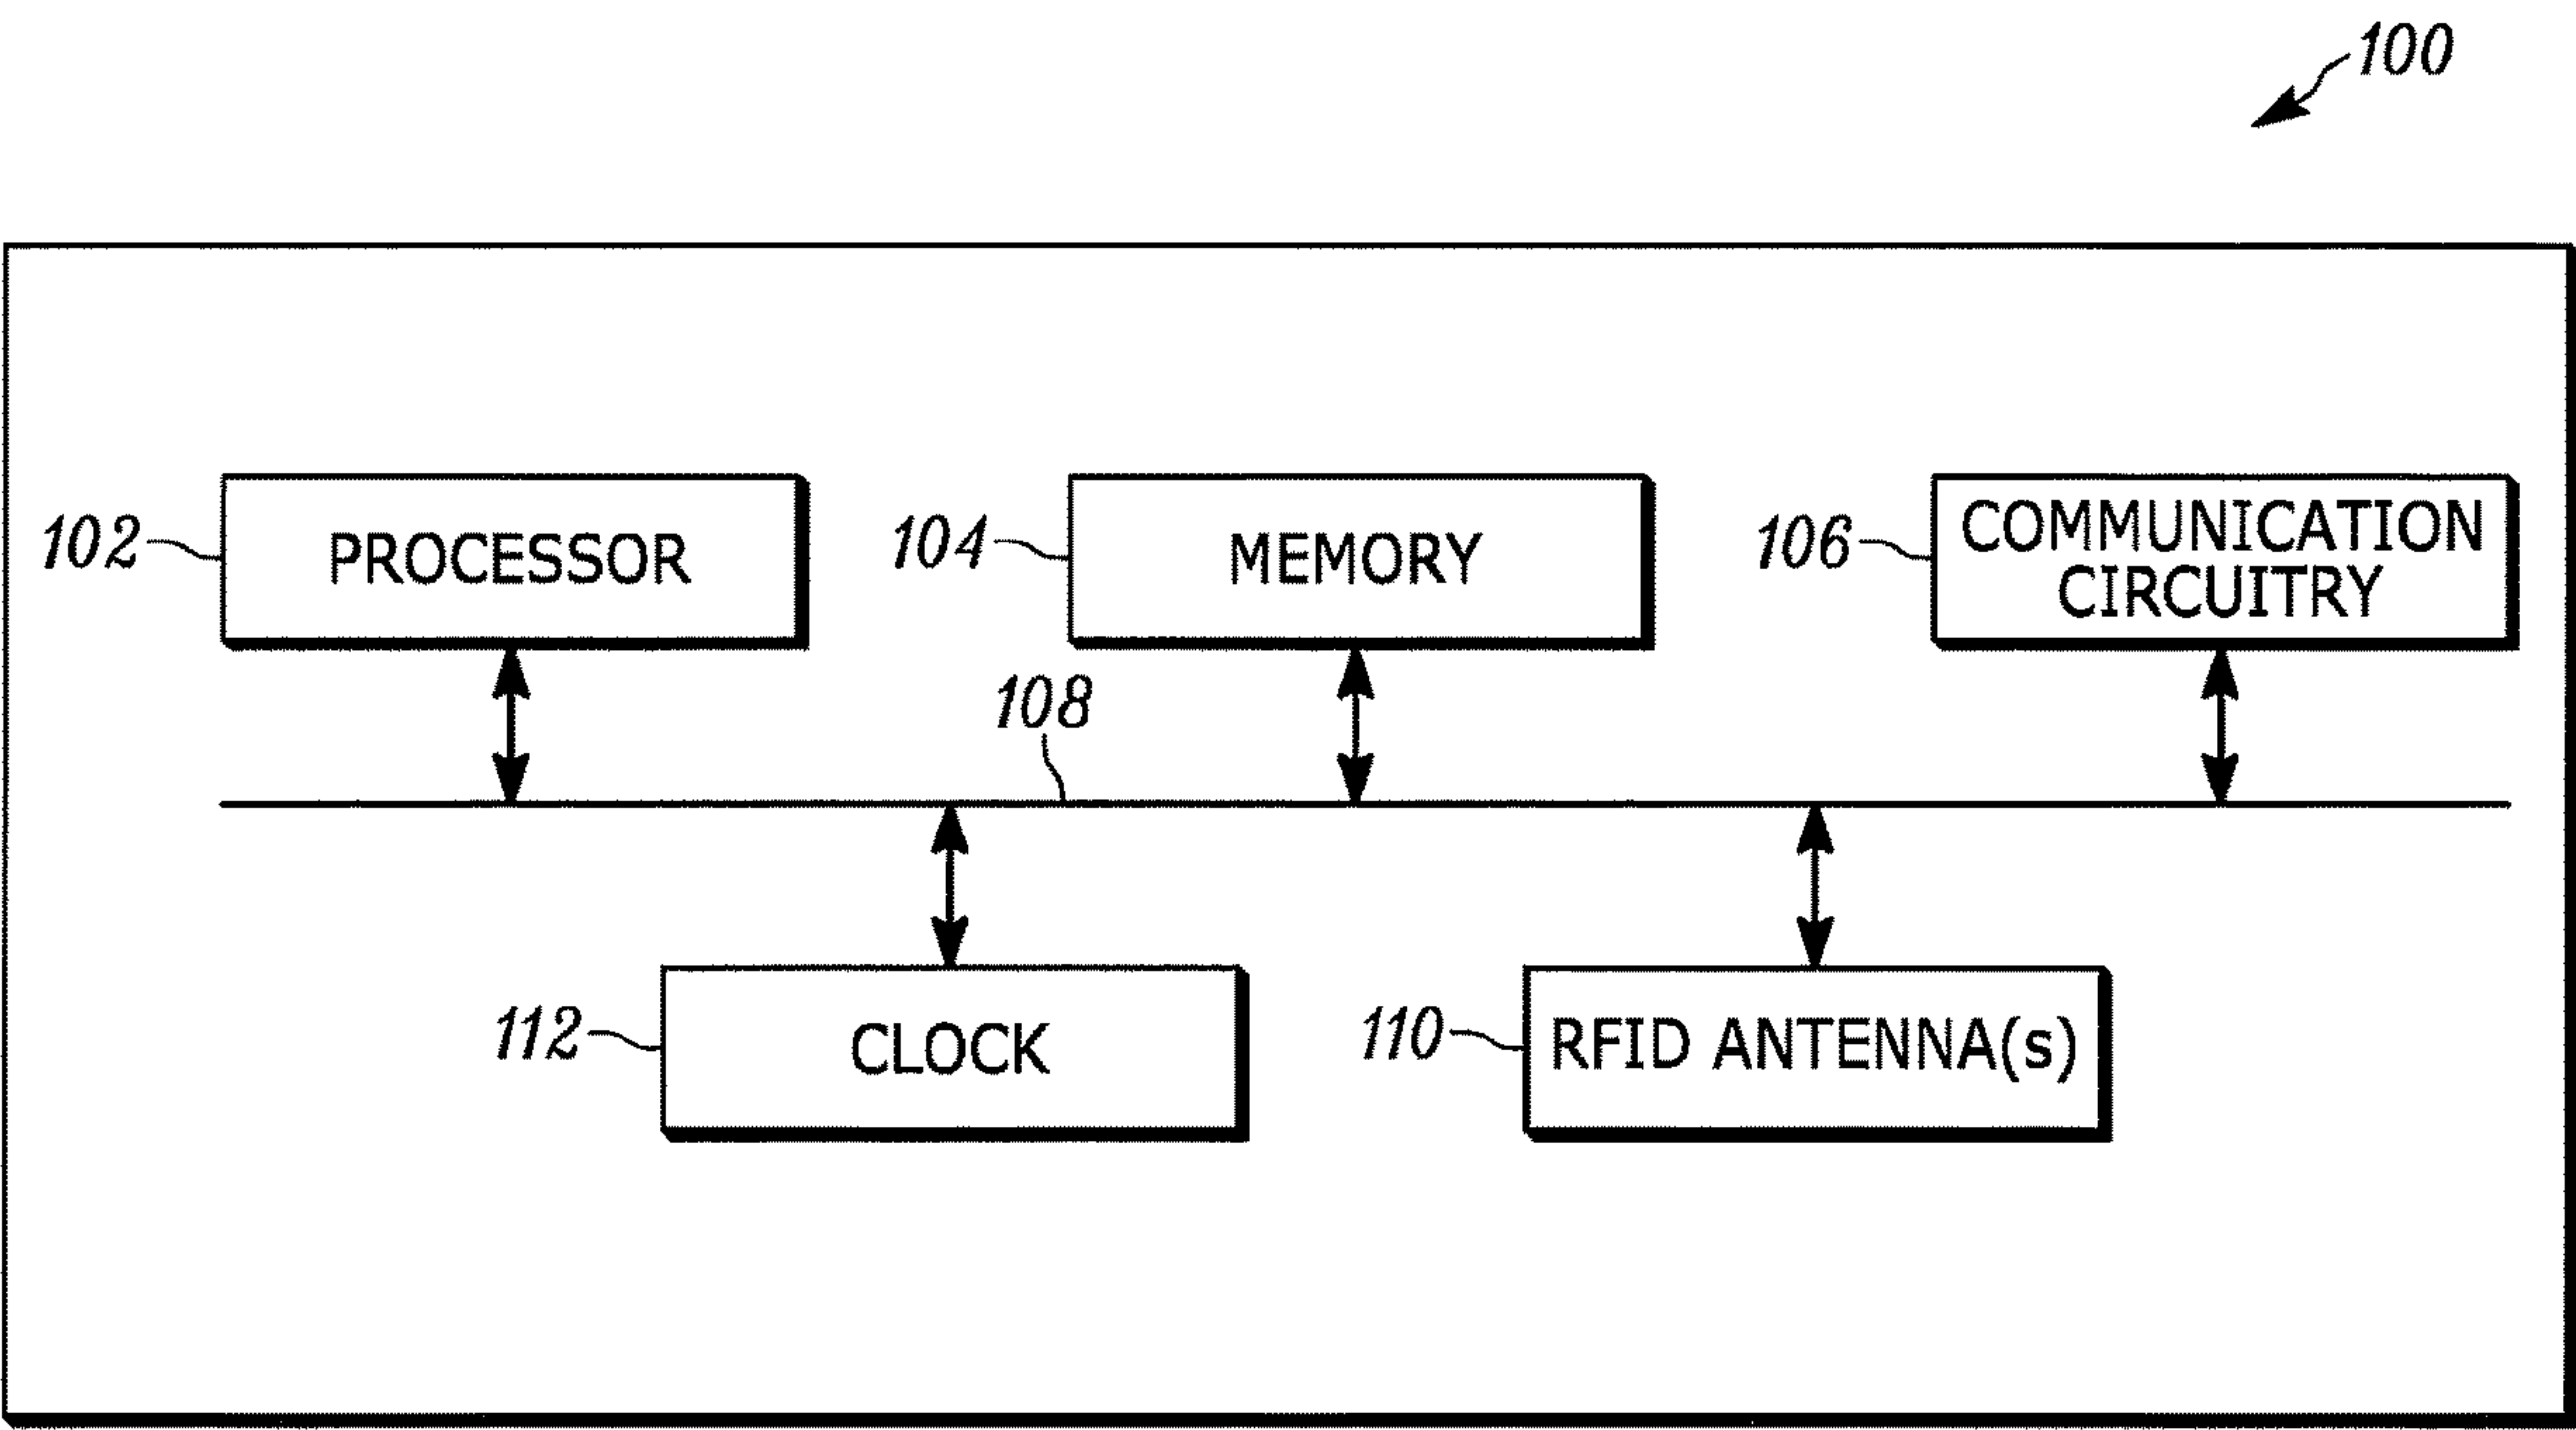 100
102
PROCESSOR
104
MEMORY
106
COMMUNICATION
CIRCUITRY
108
112
CLOCK
110
RFID ANTENNA(s)